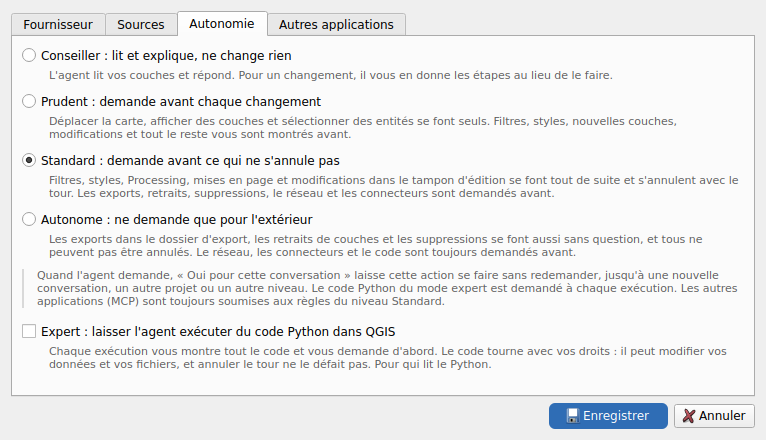 Fournisseur
Sources
Autonomie
Autres applications
Conseiller : lit et explique, ne change rien
L'agent lit vos couches et répond. Pour un changement, il vous en donne les étapes au lieu de le faire.
Prudent : demande avant chaque changement
Déplacer la carte, afficher des couches et sélectionner des entités se font seuls. Filtres, styles, nouvelles couches,
modifications et tout le reste vous sont montrés avant.
Standard : demande avant ce qui ne s'annule pas
Filtres, styles, Processing, mises en page et modifications dans le tampon d'édition se font tout de suite et s'annulent avec le
tour. Les exports, retraits, suppressions, le réseau et les connecteurs sont demandés avant.
Autonome : ne demande que pour l'extérieur
Les exports dans le dossier d'export, les retraits de couches et les suppressions se font aussi sans question, et tous ne
peuvent pas être annulés. Le réseau, les connecteurs et le code sont toujours demandés avant.
Quand l'agent demande, « Oui pour cette conversation » laisse cette action se faire sans redemander, jusqu'à une nouvelle
conversation, un autre projet ou un autre niveau. Le code Python du mode expert est demandé à chaque exécution. Les autres
applications (MCP) sont toujours soumises aux règles du niveau Standard.
Expert : laisser l'agent exécuter du code Python dans QGIS
Chaque exécution vous montre tout le code et vous demande d'abord. Le code tourne avec vos droits : il peut modifier vos
données et vos fichiers, et annuler le tour ne le défait pas. Pour qui lit le Python.
Enregistrer
Annuler